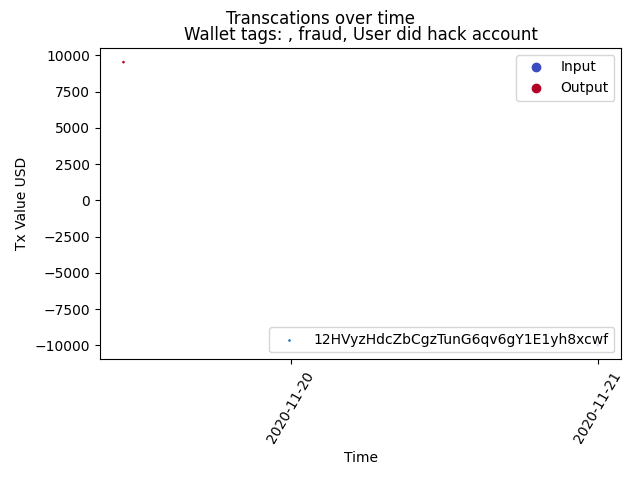 Transcations over time
Wallet tags: , fraud, User did hack account
10000
7500
5000
2500
0
−2500
−5000
−7500
−10000
Tx Value USD
Input
Output
12HVyzHdcZbCgzTunG6qv6gY1E1yh8xcwf
2020-11-20
2020-11-21
Time